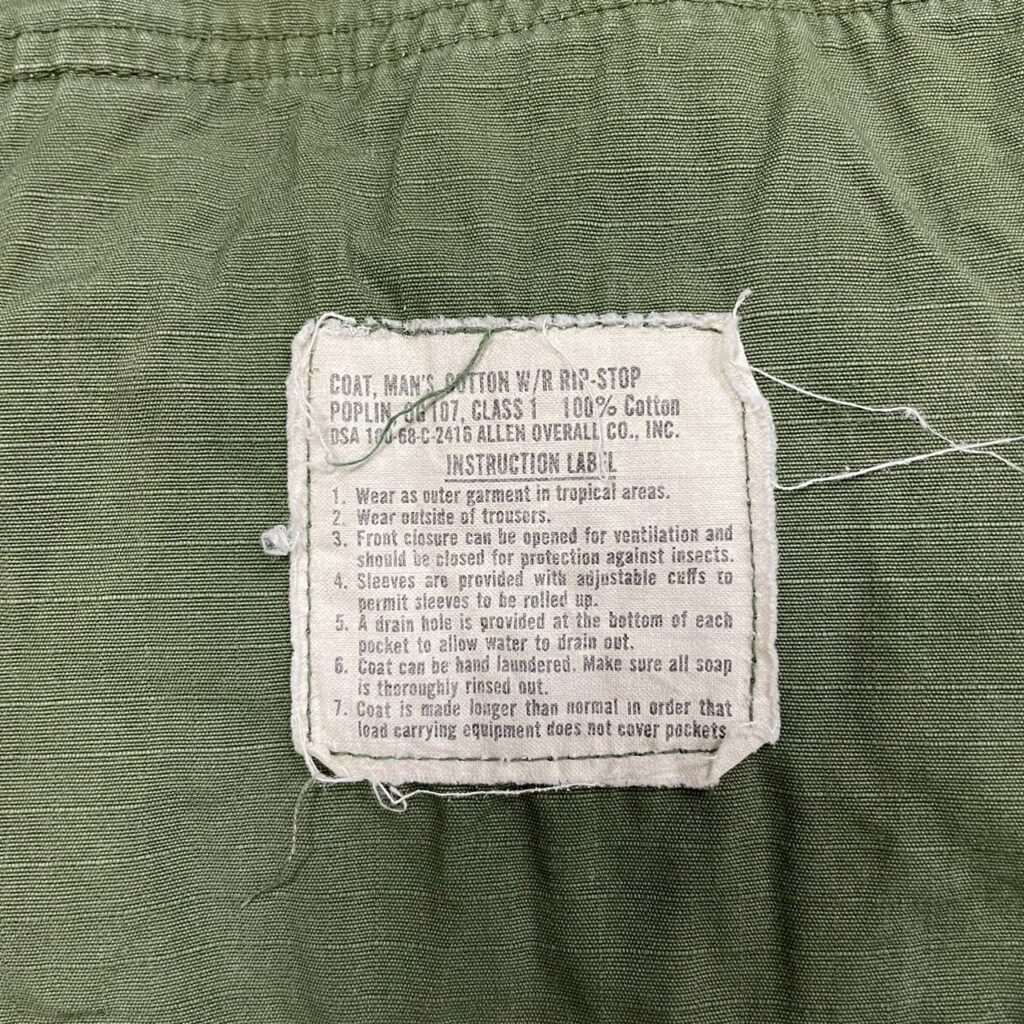 COAT, MAN'S, COTTON W/R RIP-STOP
POPLIN, OG 107, CLASS 1 100% Cotton
DSA 100-68-C-2416 ALLEN OVERALL CO., INC.
INSTRUCTION LABEL
1. Wear as outer garment in tropical areas.
2. Wear outside of trousers.
3. Front closure can be opened for ventilation and
should be closed for protection against insects.
4. Sleeves are provided with adjustable cuffs to
permit sleeves to be rolled up.
5. A drain hole is provided at the bottom of each
pocket to allow water to drain out.
6. Coat can be hand laundered. Make sure all soap
is thoroughly rinsed out.
7. Coat is made longer than normal in order that
load carrying equipment does not cover pockets